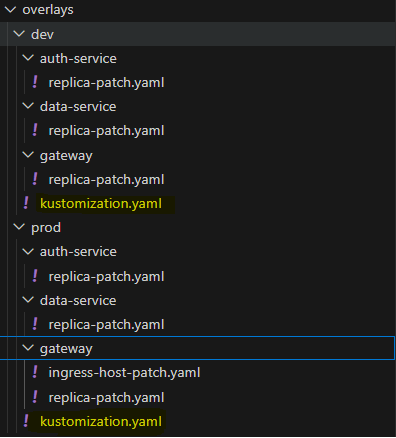 overlays
dev
auth-service
! replica-patch.yaml
data-service
! replica-patch.yaml
gateway
! replica-patch.yaml
! kustomization.yaml
prod
auth-service
! replica-patch.yaml
data-service
! replica-patch.yaml
gateway
! ingress-host-patch.yaml
! replica-patch.yaml
! kustomization.yaml